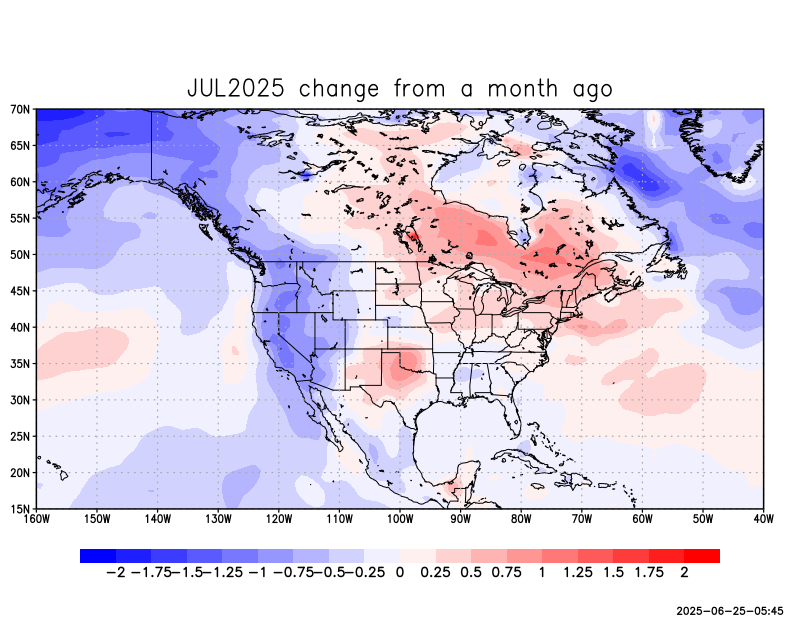 JUL2025 change from a month ago
70N
65N
60N
55N
50N
45N
40N
35N
30N
25N
20N
15N
160W 150W 140W 130W 120W 110W 100W 90W 80W 70W 60W 50W 40W
−2 −1.75 −1.5 −1.25 −1 −0.75 −0.5 −0.25 0 0.25 0.5 0.75 1 1.25 1.5 1.75 2
2025−06−25−05:45